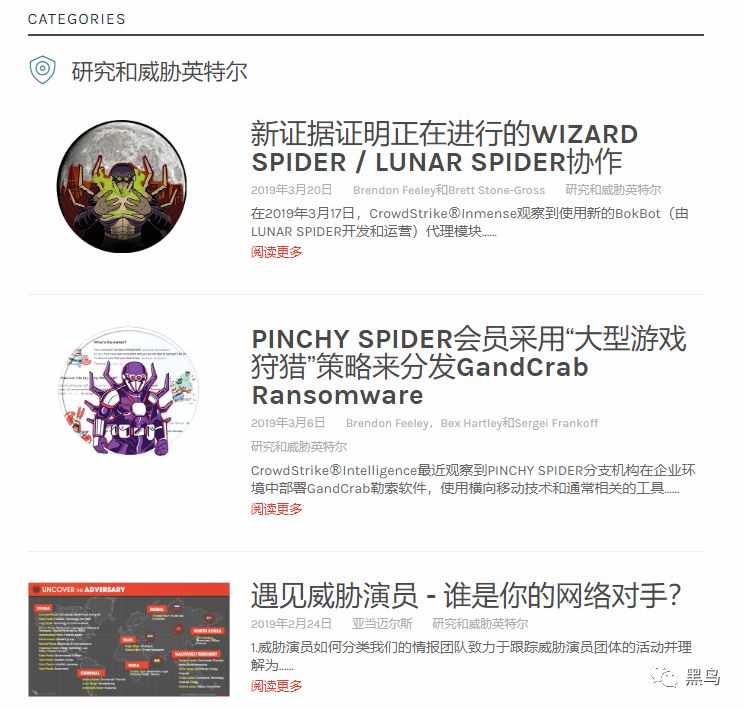 CATEGORIES
研究和威胁英特尔
新证据证明正在进行的WIZARD
SPIDER / LUNAR SPIDER协作
2019年3月20日 Brendon Feeley和Brett Stone-Gross 研究和威胁英特尔
在2019年3月17日，CrowdStrike®Inmense观察到使用新的BokBot（由
LUNAR SPIDER开发和运营）代理模块......
阅读更多
What's the matter?
PINCHY SPIDER会员采用“大型游戏
狩猎”策略来分发GandCrab
Ransomware
2019年3月6日 Brendon Feeley，Bex Hartley和Sergei Frankoff
研究和威胁英特尔
CrowdStrike®Intelligence最近观察到PINCHY SPIDER分支机构在企业环
境中部署GandCrab勒索软件，使用横向移动技术和通常相关的工具......
阅读更多
UNCOVER THE ADVERSARY
CHINA
RUSSIA
NORTH KOREA
IRAN
INDIA
HACTIVIST/TERRORIST
CRIMINAL
遇见威胁演员 - 谁是你的网络对手？
2019年2月24日 亚当迈尔斯 研究和威胁英特尔
1.威胁演员如何分类我们的情报团队致力于跟踪威胁演员团体的活动并理
解为......
阅读更多
黑鸟